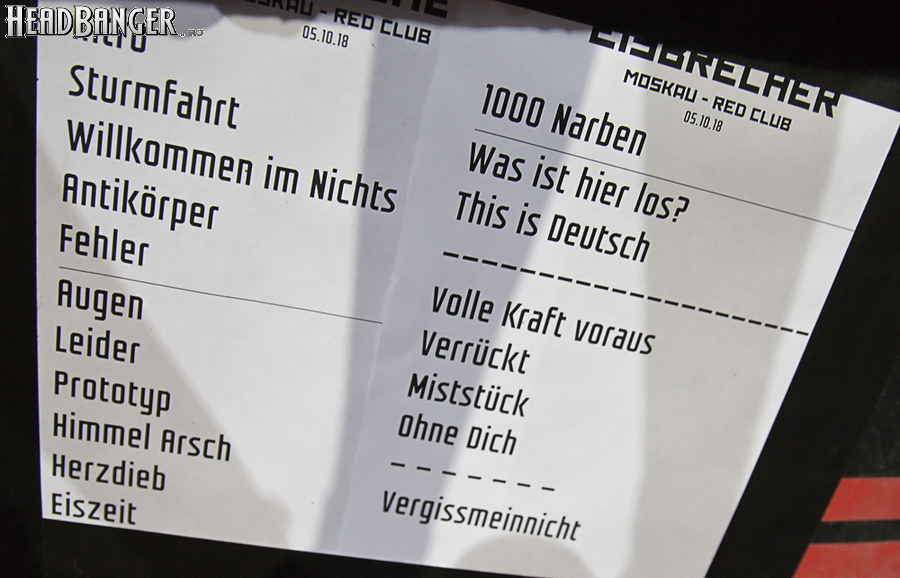 HEADBANGER.RU
MOSKAU - RED CLUB
05.10.18
Intro
Sturmfahrt
Willkommen im Nichts
Antikörper
Fehler
Augen
Leider
Prototyp
Himmel Arsch
Herzdieb
Eiszeit
EISBRECHER
MOSKAU - RED CLUB
05.10.18
1000 Narben
Was ist hier los?
This is Deutsch
Volle Kraft voraus
Verrückt
Miststück
Ohne Dich
Vergissmeinnicht